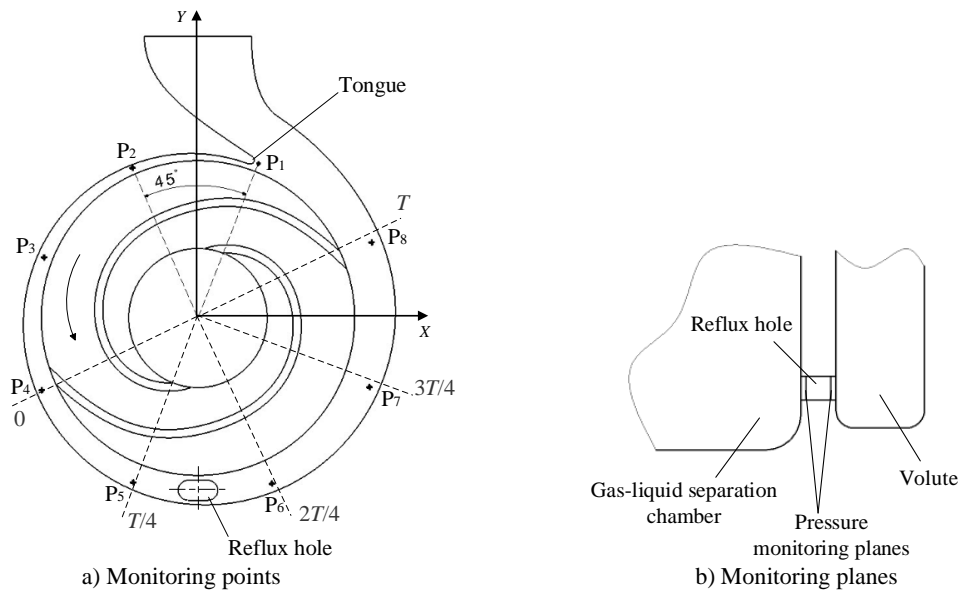 Y
Tongue
P2
P1
45°
T
P3
P8
X
Reflux hole
P4
0
P7
3T/4
P5
P6
T/4
2T/4
Reflux hole
Gas-liquid separation
chamber
Volute
Pressure
monitoring planes
a) Monitoring points
b) Monitoring planes